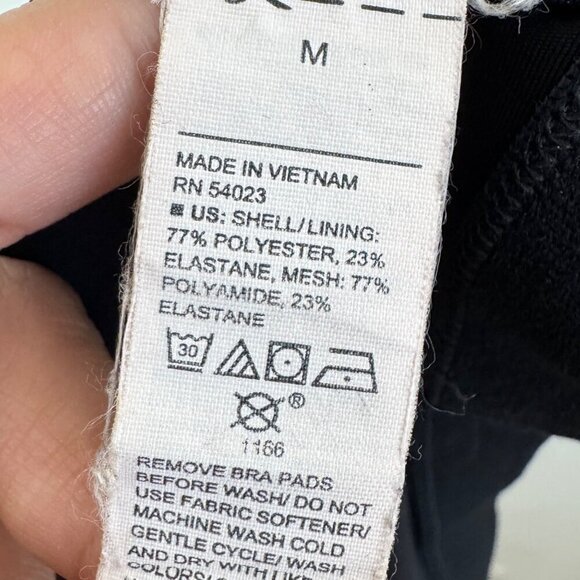 M
MADE IN VIETNAM
RN 54023
US: SHELL/LINING:
77% POLYESTER, 23%
ELASTANE, MESH: 77%
POLYAMIDE, 23%
ELASTANE
30
®
1166
REMOVE BRA PADS
BEFORE WASH/ DO NOT
USE FABRIC SOFTENER/
MACHINE WASH COLD
GENTLE CYCLE/ WASH
AND DRY WITH LIKE
COLORS/